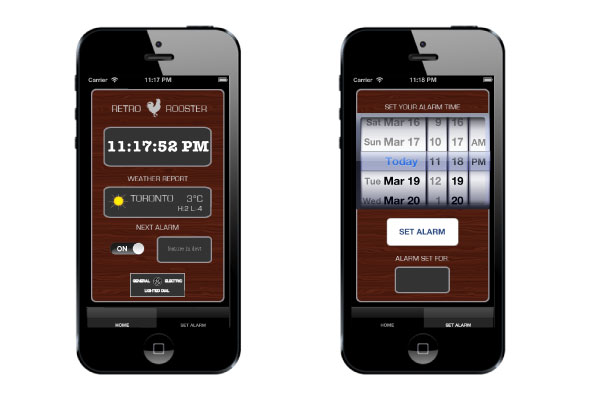 Carrier 11:17 PM
RETRO ROOSTER
11:17:52 PM
WEATHER REPORT
TORONTO 3°C
H:2 L:-4
NEXT ALARM
ON
GENERAL ELECTRIC
LIGHTED DIAL
HOME SET ALARM
Carrier 11:18 PM
SET YOUR ALARM TIME
Sat Mar 16 9 16
Sun Mar 17 10 17 AM
Today 11 18 PM
Tue Mar 19 12 19
Wed Mar 20 1 20
SET ALARM
ALARM SET FOR
HOME SET ALARM